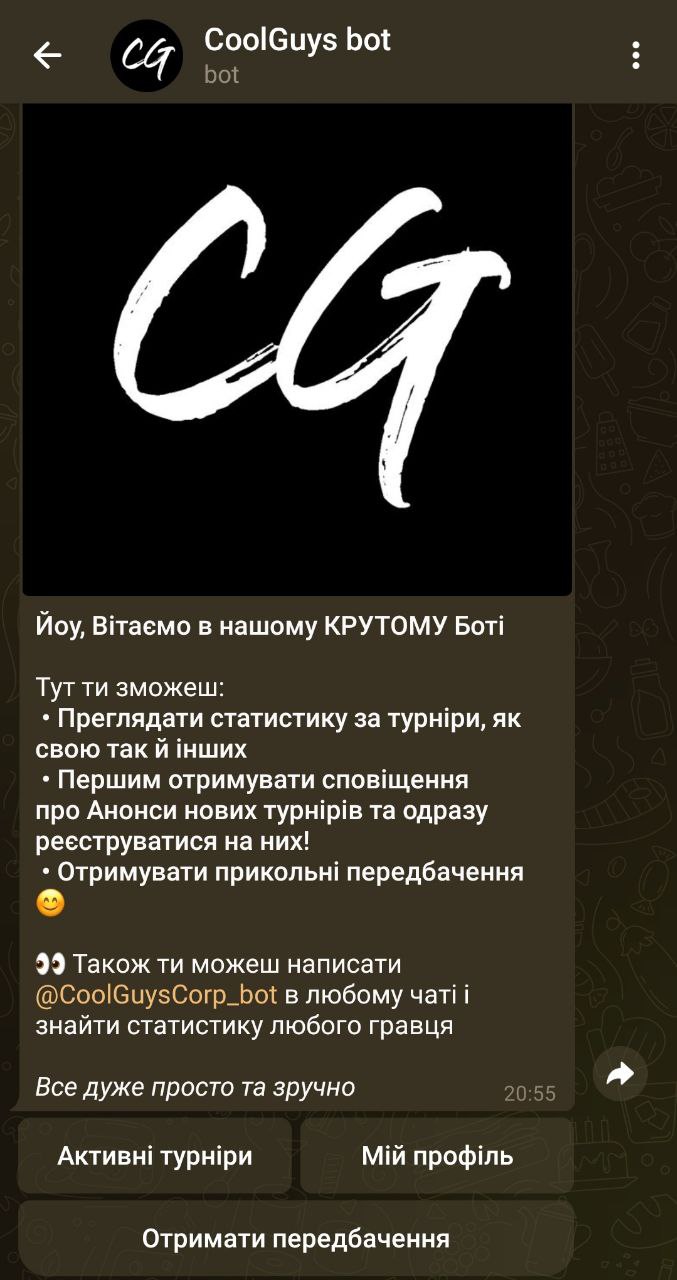 CoolGuys bot
CG
bot
CG
Йоу, Вітаємо в нашому КРУТОМУ Боті
Тут ти зможеш:
• Преглядати статистику за турніри, як
свою так й інших
• Першим отримувати сповіщення
про Анонси нових турнірів та одразу
реєструватися на них!
• Отримувати прикольні передбачення
😊
👀 Також ти можеш написати
@CoolGuysCorp_bot в любому чаті і
знайти статистику любого гравця
Все дуже просто та зручно
20:55
Активні турніри
Мій профіль
Отримати передбачення